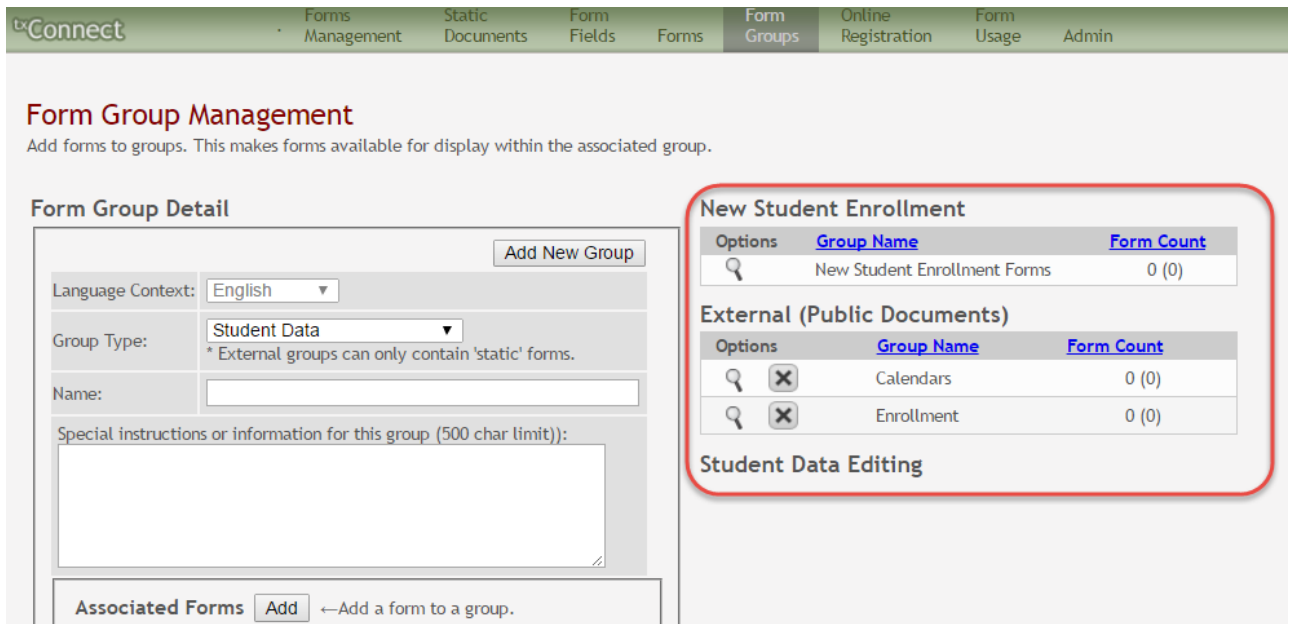 txConnect
Forms Management
Static Documents
Form Fields
Forms
Form Groups
Online Registration
Form Usage
Admin
Form Group Management
Add forms to groups. This makes forms available for display within the associated group.
Form Group Detail
Add New Group
Language Context: English
Group Type: Student Data
* External groups can only contain 'static' forms.
Name:
Special instructions or information for this group (500 char limit)):
Associated Forms Add ←Add a form to a group.
New Student Enrollment
Options Group Name Form Count
New Student Enrollment Forms 0 (0)
External (Public Documents)
Options Group Name Form Count
Calendars 0 (0)
Enrollment 0 (0)
Student Data Editing